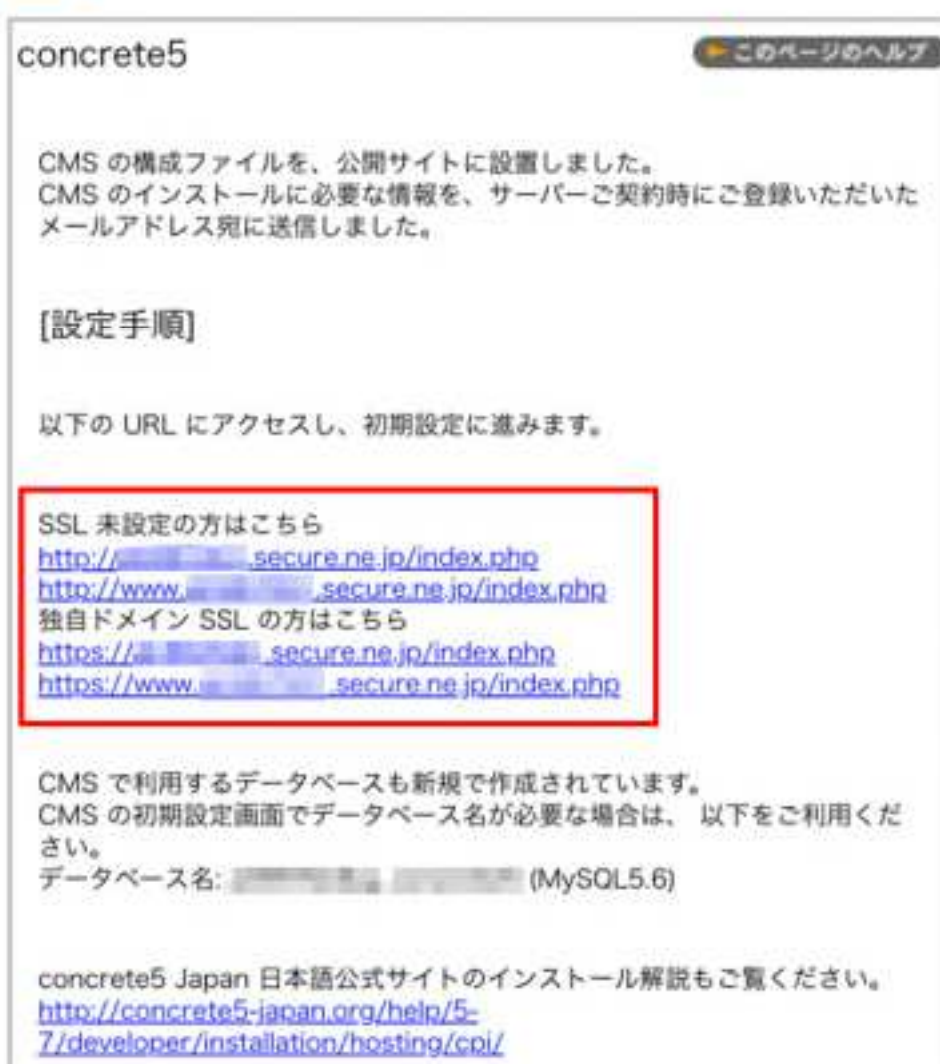 concrete5
このページのヘルプ
CMS の構成ファイルを、公開サイトに設置しました。
CMS のインストールに必要な情報を、サーバーご契約時にご登録いただいた
メールアドレス宛に送信しました。
[設定手順]
以下の URL にアクセスし、初期設定に進みます。
SSL 未設定の方はこちら
http:// .secure.ne.jp/index.php
http://www. .secure.ne.jp/index.php
独自ドメイン SSL の方はこちら
https:// .secure.ne.jp/index.php
https://www. .secure.ne.jp/index.php
CMS で利用するデータベースも新規で作成されています。
CMS の初期設定画面でデータベース名が必要な場合は、 以下をご利用くだ
さい。
データベース名: (MySQL5.6)
concrete5 Japan 日本語公式サイトのインストール解説もご覧ください。
http://concrete5-japan.org/help/5-
7/developer/installation/hosting/cpi/